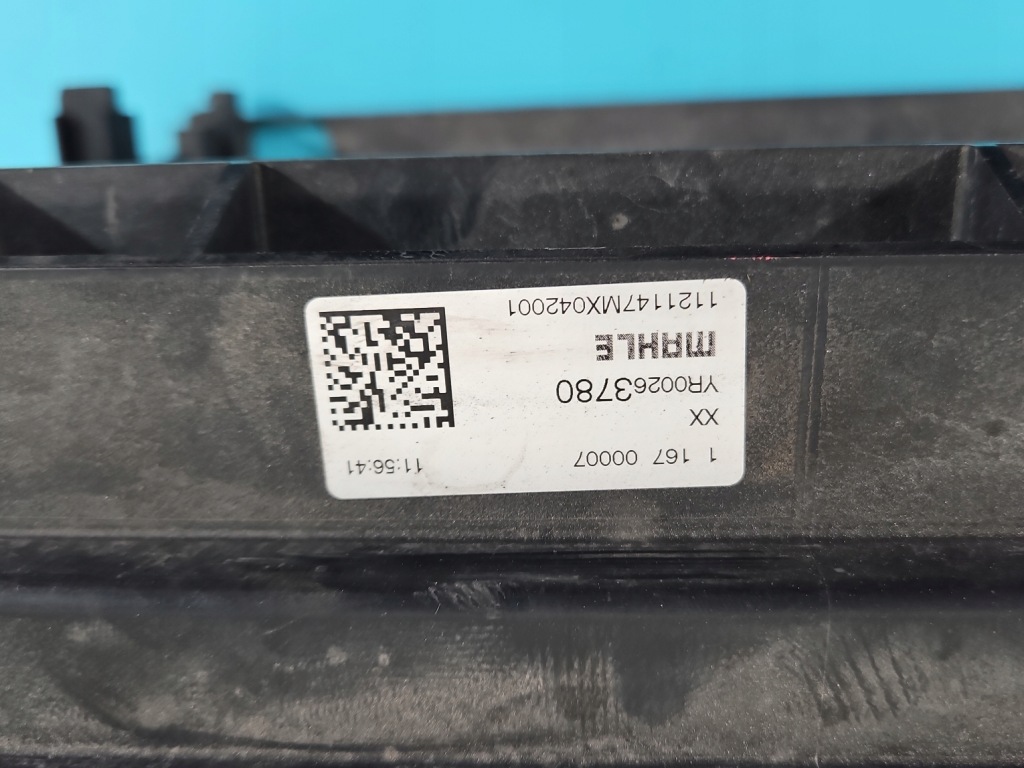 1 167 00007 11:56:41
XX
YR00263780
MAHLE
1121147MX042001